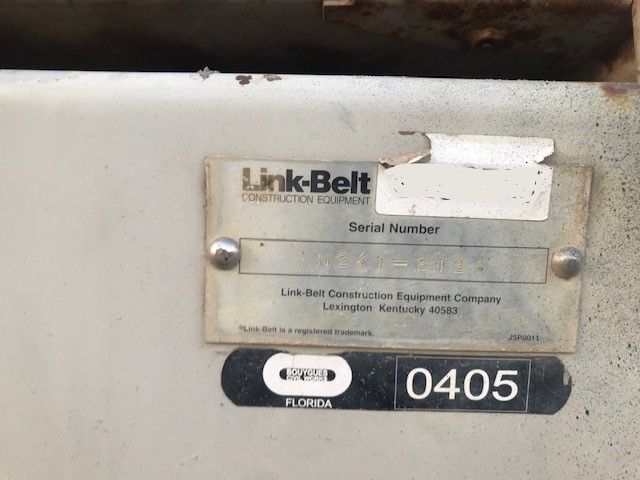 Link-Belt
CONSTRUCTION EQUIPMENT
Serial Number
Link-Belt Construction Equipment Company
Lexington Kentucky 40583
®Link-Belt is a registered trademark.
J5P0011
BOUYGUES
CIVIL WORKS
FLORIDA
0405